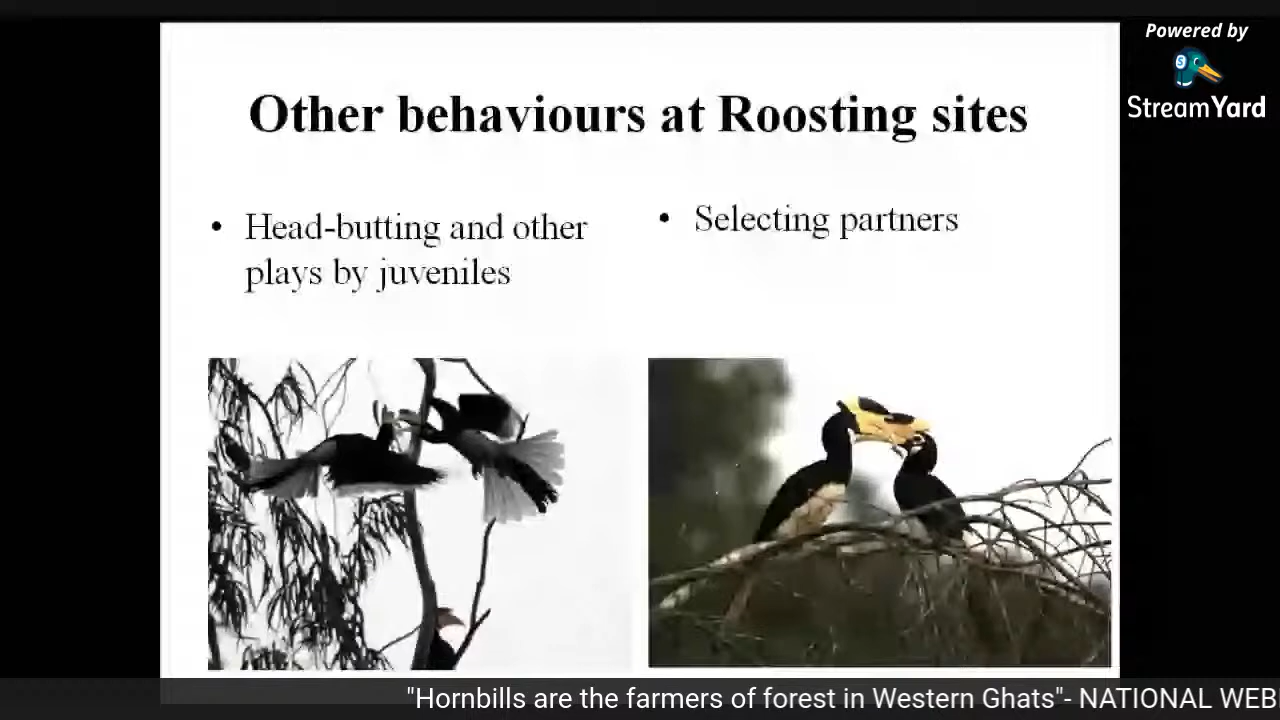 Powered by
StreamYard
Other behaviours at Roosting sites
• Head-butting and other
plays by juveniles
• Selecting partners
"Hornbills are the farmers of forest in Western Ghats"- NATIONAL WEB